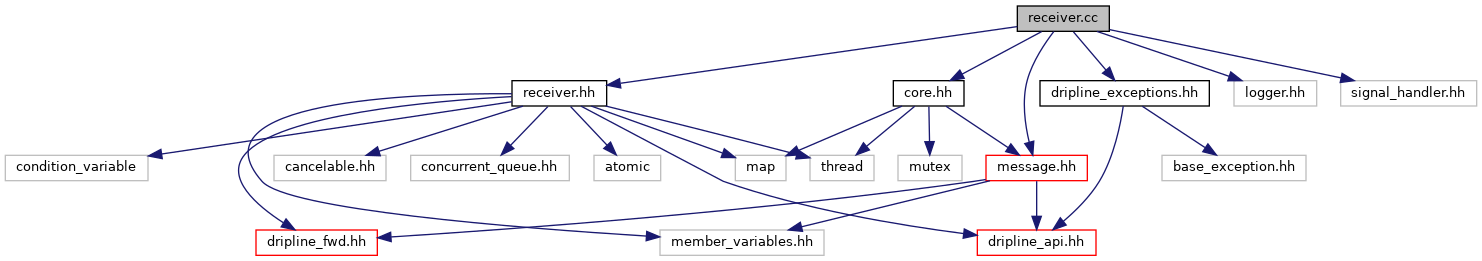 receiver.cc
receiver.hh
core.hh
dripline_exceptions.hh
logger.hh
signal_handler.hh
condition_variable
cancelable.hh
concurrent_queue.hh
atomic
map
thread
mutex
message.hh
base_exception.hh
dripline_fwd.hh
member_variables.hh
dripline_api.hh